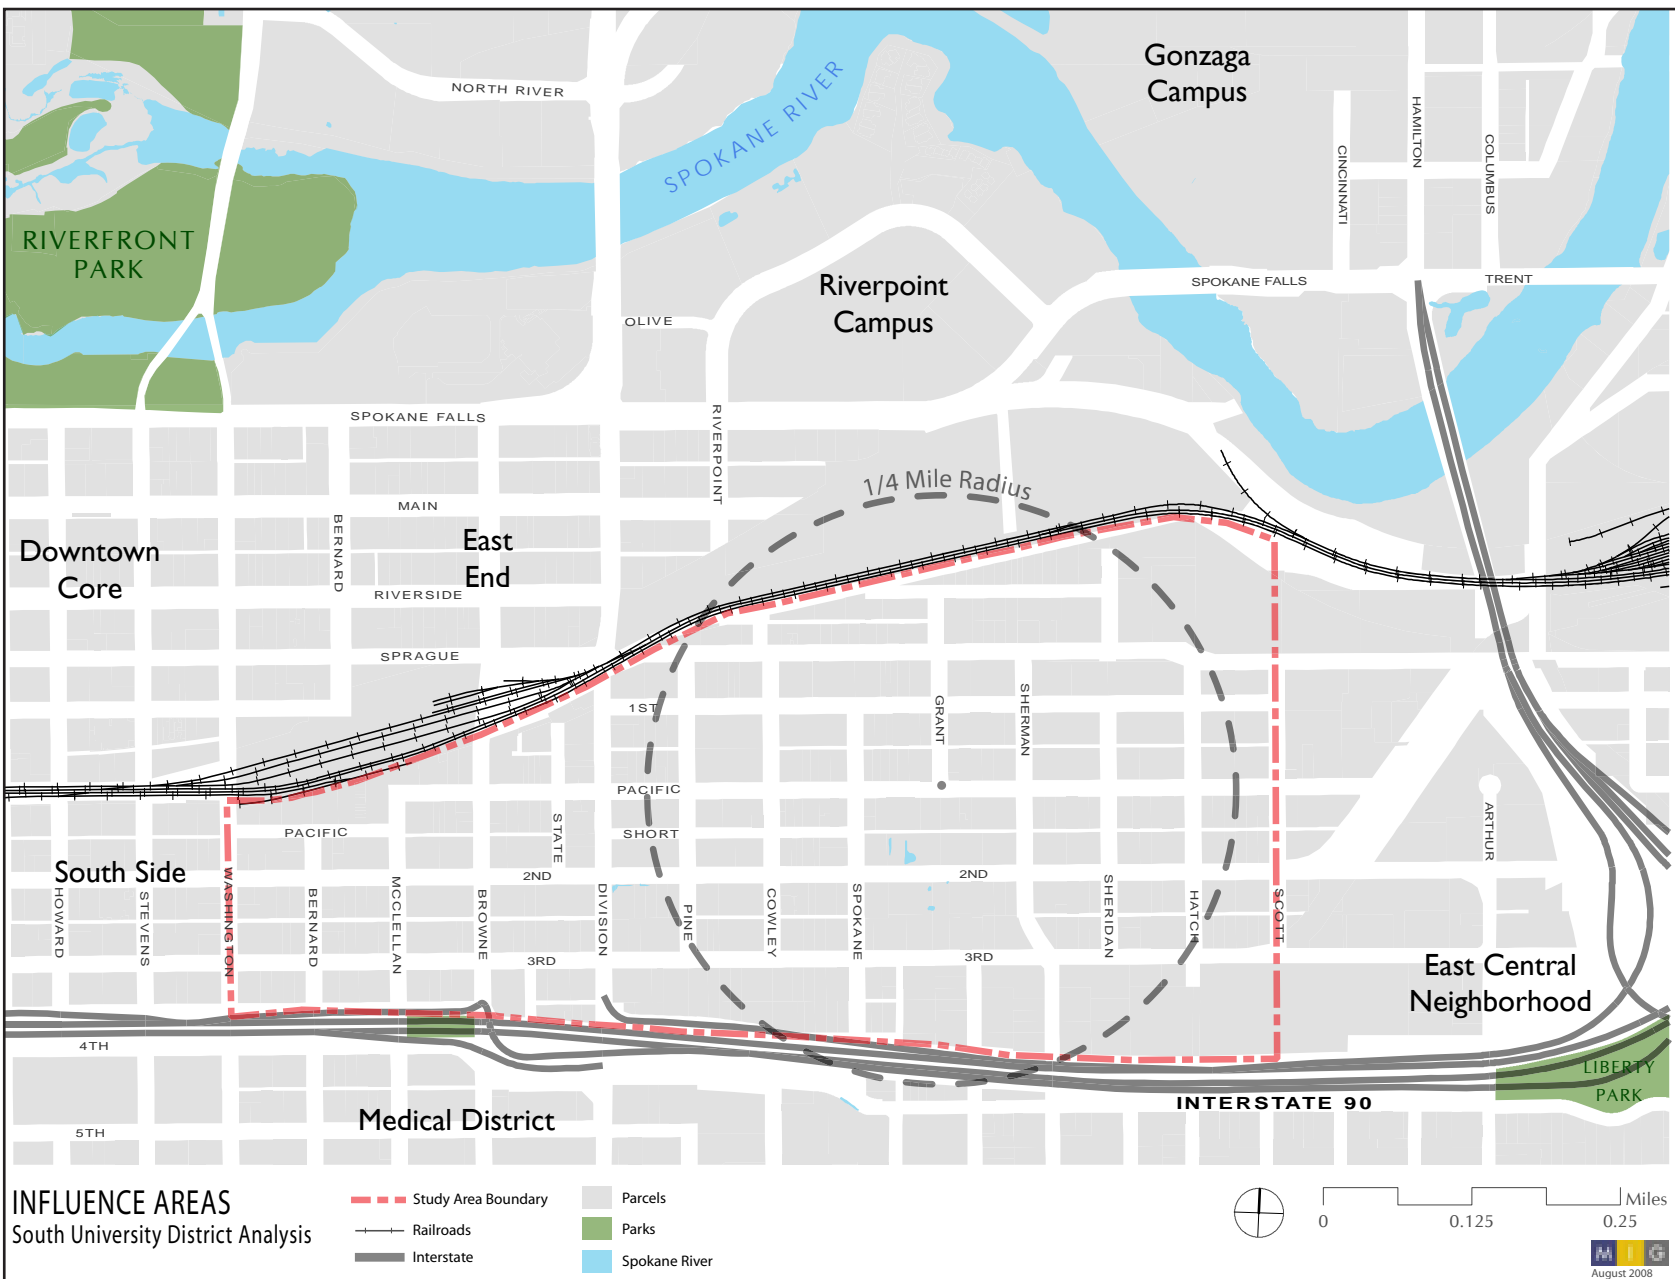 Gonzaga
Campus
NORTH RIVER
SPOKANE RIVER
HAMILTON
COLUMBUS
CINCINNATI
RIVERFRONT
PARK
Riverpoint
Campus
SPOKANE FALLS
TRENT
OLIVE
SPOKANE FALLS
RIVERPOINT
1/4 Mile Radius
MAIN
BERNARD
East
End
Downtown
Core
RIVERSIDE
SPRAGUE
1ST
GRANT
SHERMAN
PACIFIC
PACIFIC
STATE
SHORT
ARTHUR
South Side
2ND
2ND
HOWARD
STEVENS
WASHINGTON
BERNARD
MCCLELLAN
BROWNE
DIVISION
PINE
COWLEY
SPOKANE
SHERIDAN
HATCH
SCOTT
3RD
3RD
East Central
Neighborhood
4TH
LIBERTY
PARK
INTERSTATE 90
Medical District
5TH
INFLUENCE AREAS
South University District Analysis
Study Area Boundary
Railroads
Interstate
Parcels
Parks
Spokane River
Miles
0 0.125 0.25
M I G
August 2008